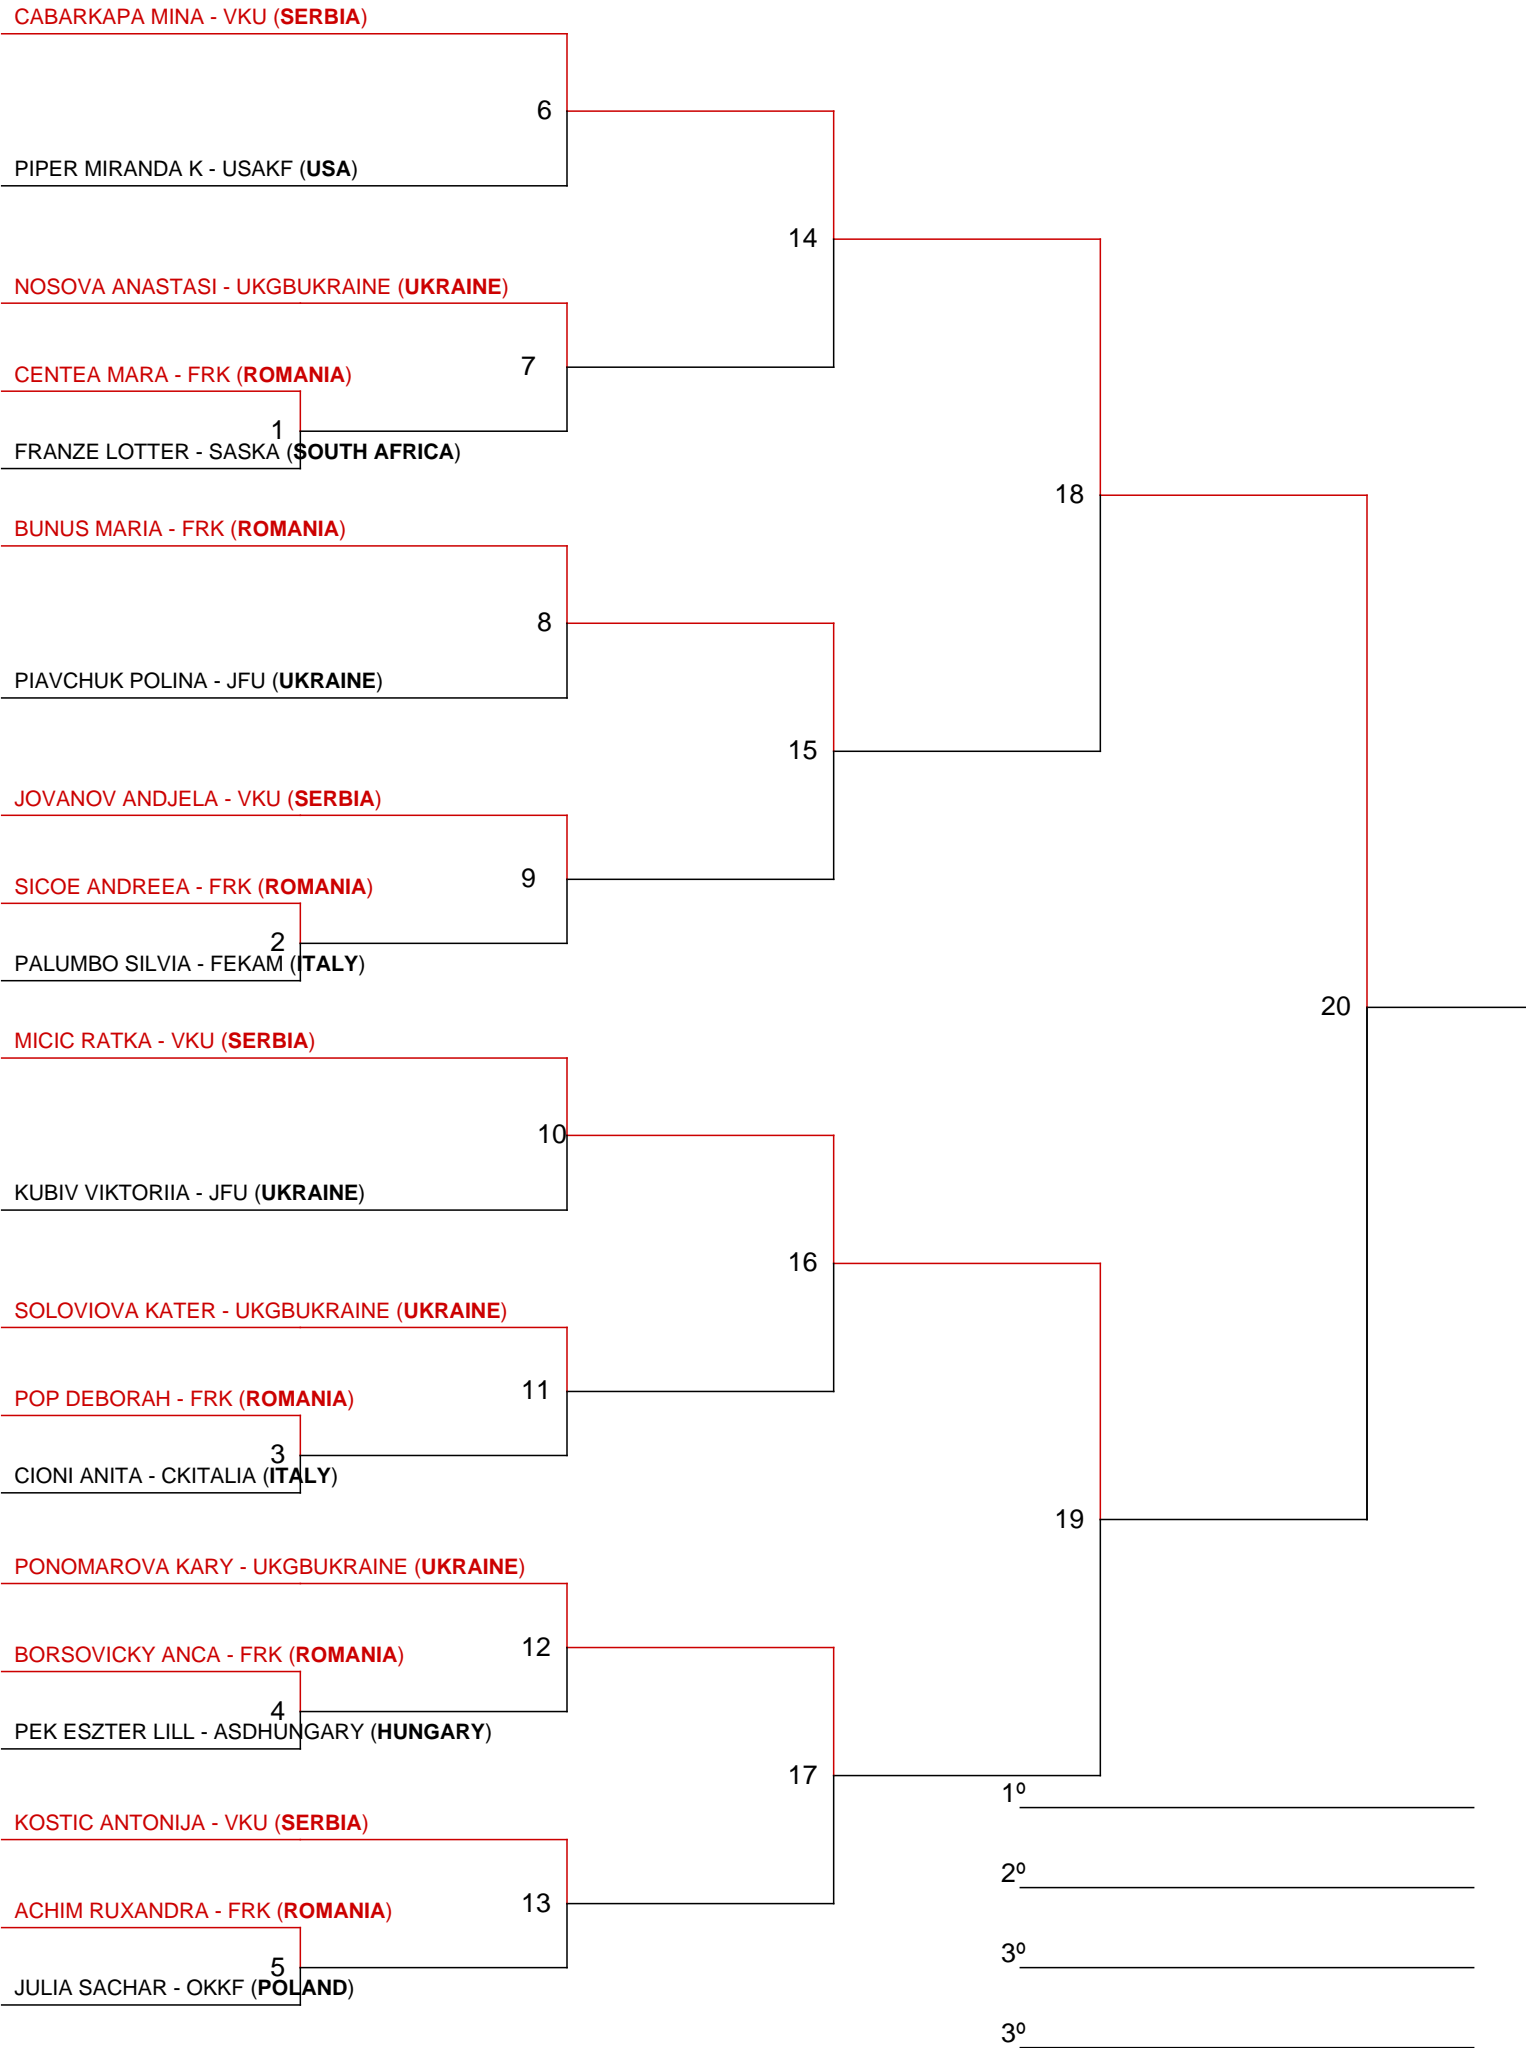 CABARKAPA MINA - VKU (SERBIA)
6
PIPER MIRANDA K - USAKF (USA)
14
NOSOVA ANASTASI - UKGBUKRAINE (UKRAINE)
7
CENTEA MARA - FRK (ROMANIA)
1
FRANZE LOTTER - SASKA (SOUTH AFRICA)
18
BUNUS MARIA - FRK (ROMANIA)
8
PIAVCHUK POLINA - JFU (UKRAINE)
15
JOVANOV ANDJELA - VKU (SERBIA)
9
SICOE ANDREEA - FRK (ROMANIA)
2
PALUMBO SILVIA - FEKAM (ITALY)
20
MICIC RATKA - VKU (SERBIA)
10
KUBIV VIKTORIIA - JFU (UKRAINE)
16
SOLOVIOVA KATER - UKGBUKRAINE (UKRAINE)
11
POP DEBORAH - FRK (ROMANIA)
3
CIONI ANITA - CKITALIA (ITALY)
19
PONOMAROVA KARY - UKGBUKRAINE (UKRAINE)
12
BORSOVICKY ANCA - FRK (ROMANIA)
4
PEK ESZTER LILL - ASDHUNGARY (HUNGARY)
17
1º
KOSTIC ANTONIJA - VKU (SERBIA)
2º
13
ACHIM RUXANDRA - FRK (ROMANIA)
3º
5
JULIA SACHAR - OKKF (POLAND)
3º